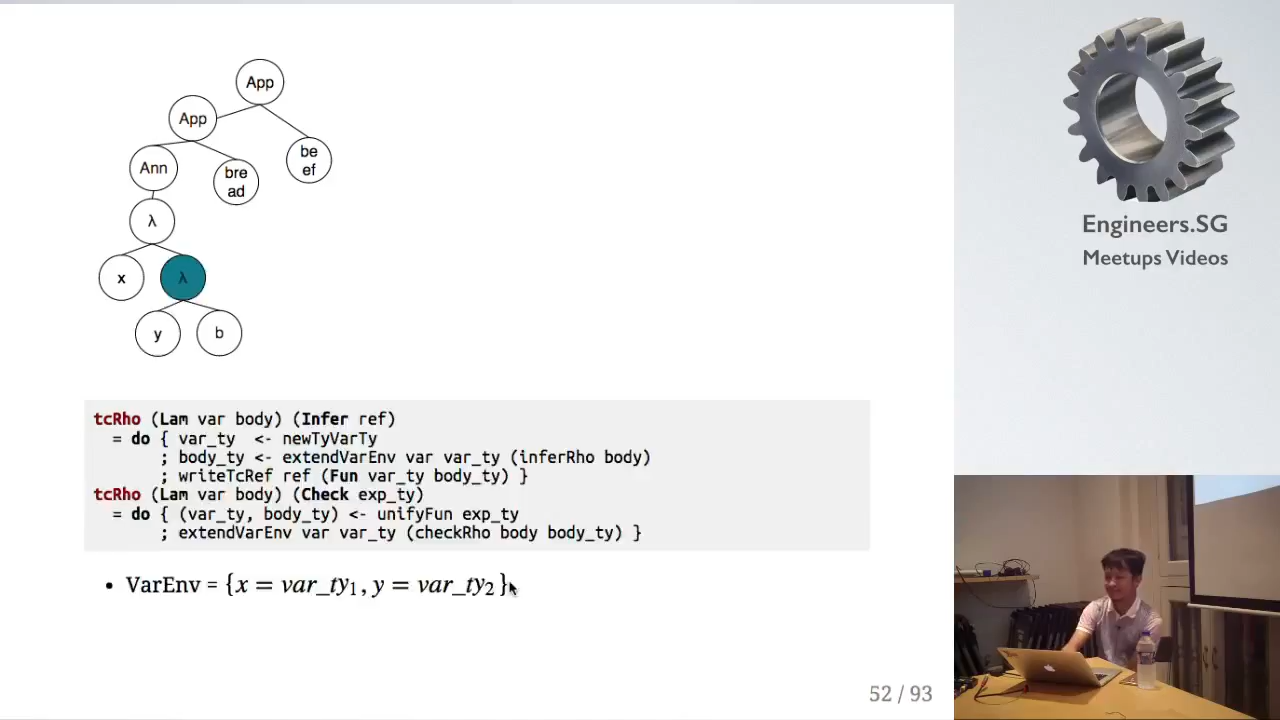 App
App
Ann
bre
ad
be
ef
λ
x
λ
y
b
tcRho (Lam var body) (Infer ref)
= do { var_ty <- newTyVarTy
; body_ty <- extendVarEnv var var_ty (inferRho body)
; writeTcRef ref (Fun var_ty body_ty) }
tcRho (Lam var body) (Check exp_ty)
= do { (var_ty, body_ty) <- unifyFun exp_ty
; extendVarEnv var var_ty (checkRho body body_ty) }
• VarEnv = {x = var_ty₁, y = var_ty₂}
52 / 93
Engineers.SG
Meetups Videos